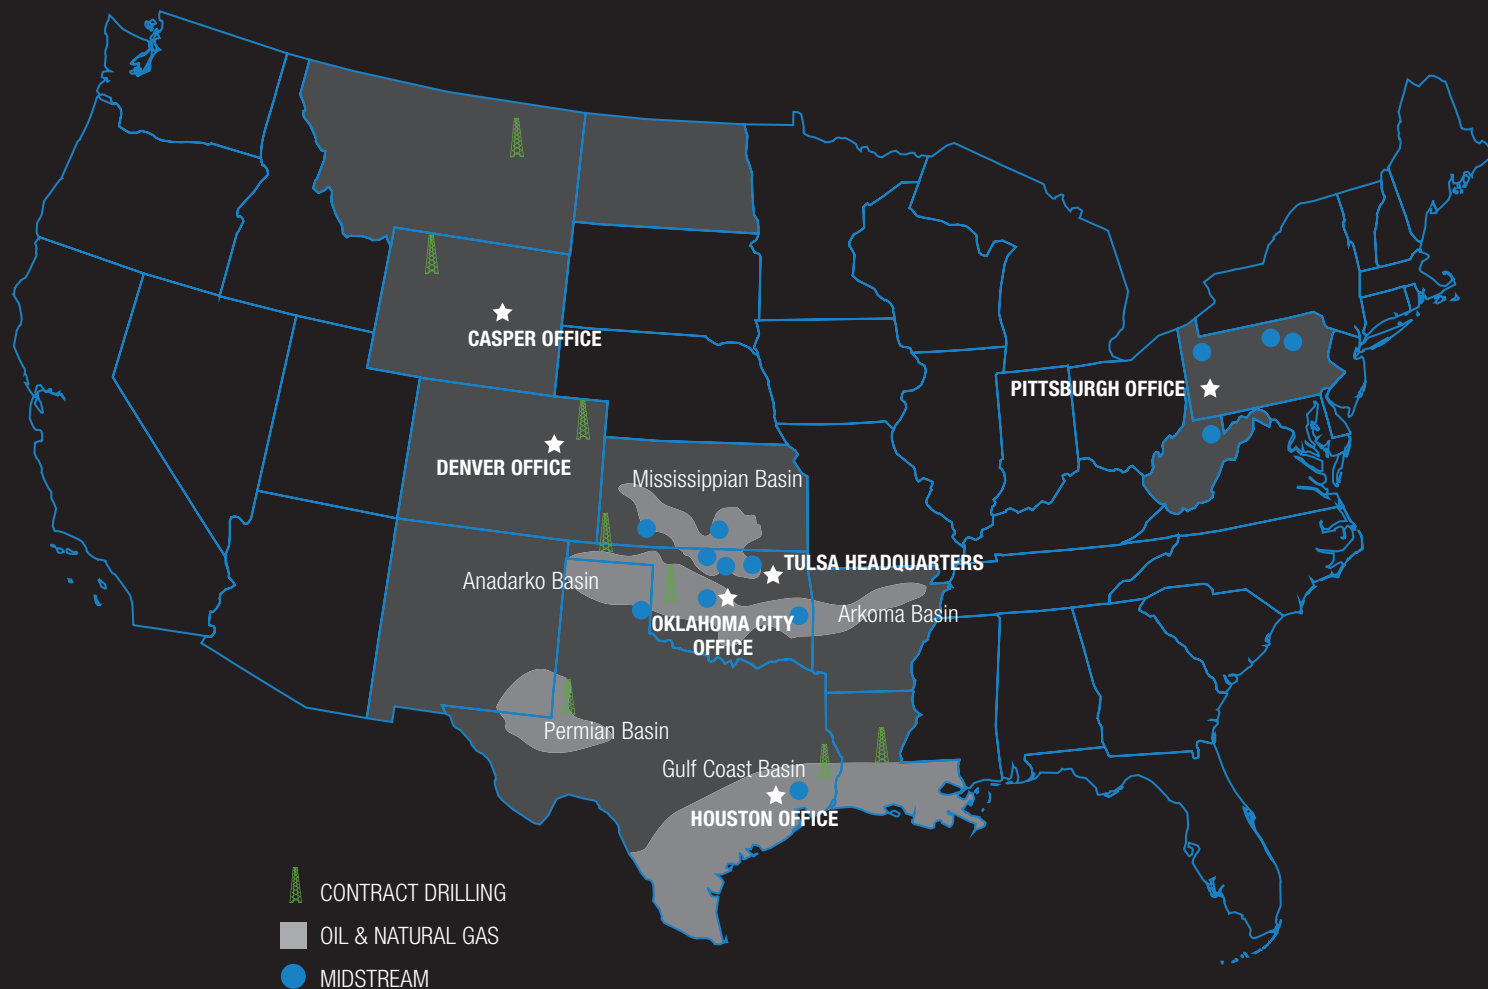 CASPER OFFICE
PITTSBURGH OFFICE
DENVER OFFICE
Mississippian Basin
TULSA HEADQUARTERS
Anadarko Basin
Arkoma Basin
OKLAHOMA CITY
OFFICE
Permian Basin
Gulf Coast Basin
HOUSTON OFFICE
CONTRACT DRILLING
OIL & NATURAL GAS
MIDSTREAM